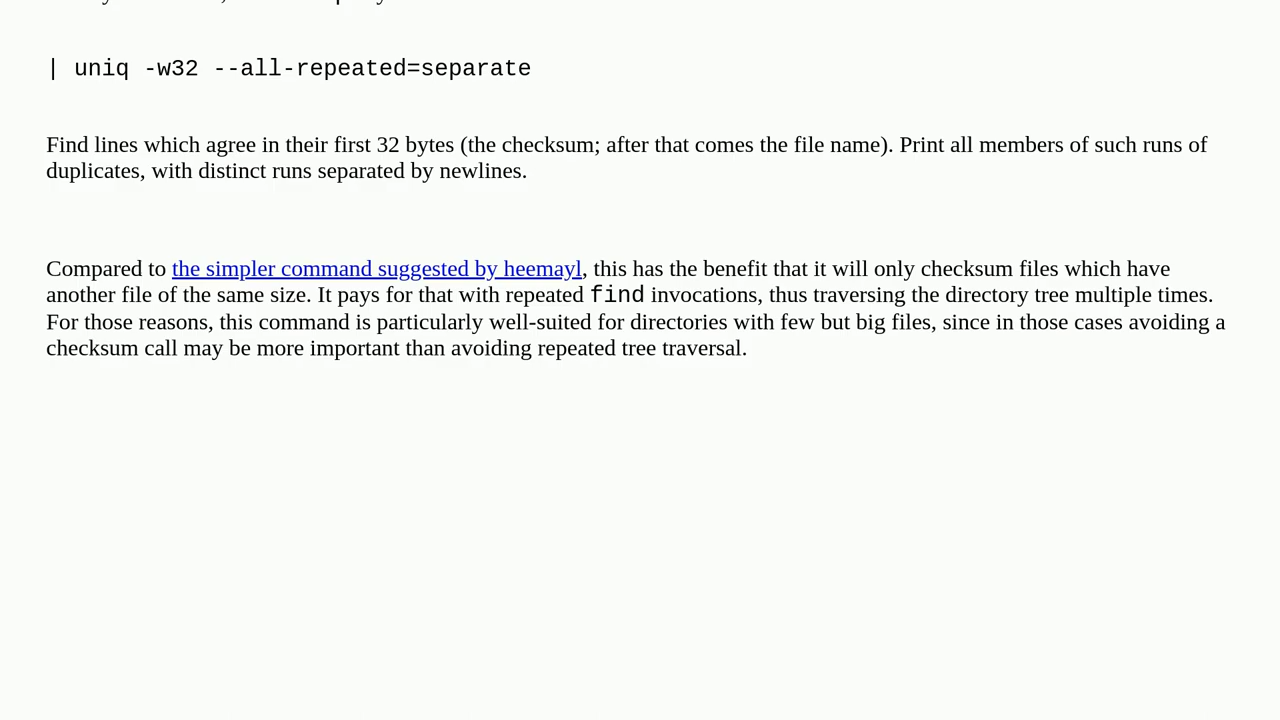 | uniq -w32 --all-repeated=separate
Find lines which agree in their first 32 bytes (the checksum; after that comes the file name). Print all members of such runs of
duplicates, with distinct runs separated by newlines.
Compared to the simpler command suggested by heemayl, this has the benefit that it will only checksum files which have
another file of the same size. It pays for that with repeated find invocations, thus traversing the directory tree multiple times.
For those reasons, this command is particularly well-suited for directories with few but big files, since in those cases avoiding a
checksum call may be more important than avoiding repeated tree traversal.